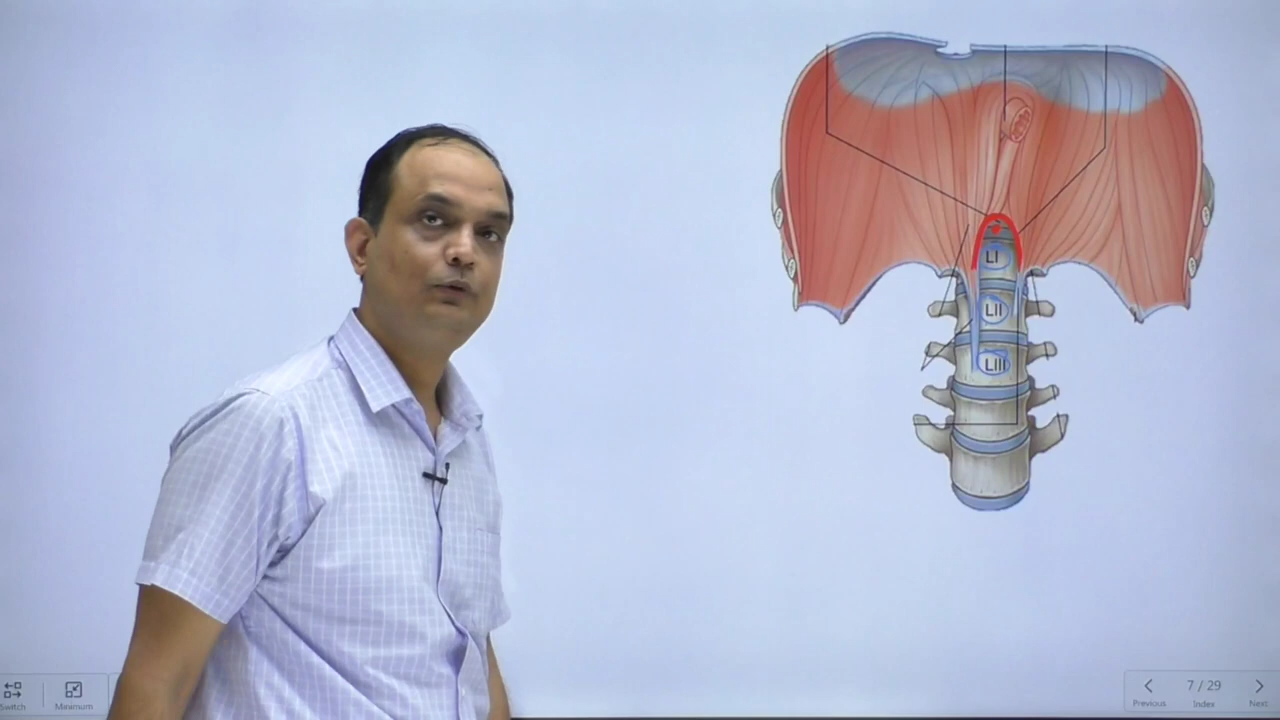 LI
LII
LIII
Switch
Minimum
7 / 29
Previous
Index
Next